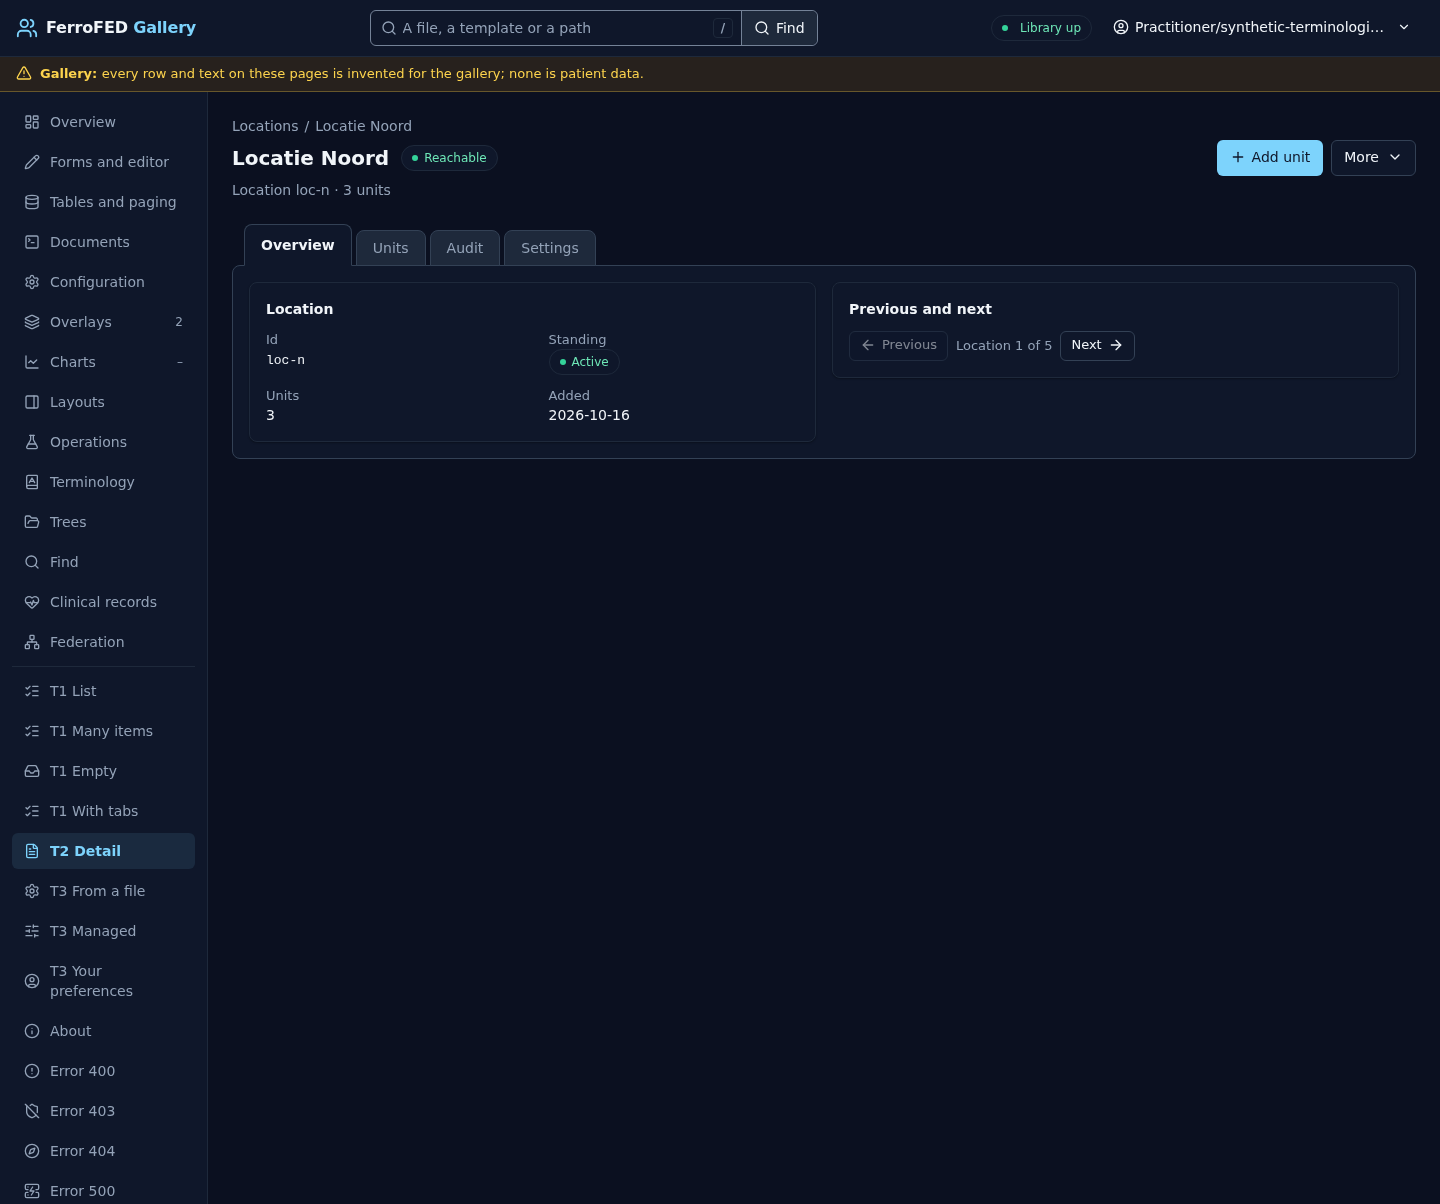 FerroFED Gallery
A file, a template or a path
/
Find
Library up
Practitioner/synthetic-terminologi…
Gallery: every row and text on these pages is invented for the gallery; none is patient data.
Overview
Forms and editor
Tables and paging
Documents
Configuration
Overlays 2
Charts –
Layouts
Operations
Terminology
Trees
Find
Clinical records
Federation
T1 List
T1 Many items
T1 Empty
T1 With tabs
T2 Detail
T3 From a file
T3 Managed
T3 Your
preferences
About
Error 400
Error 403
Error 404
Error 500
Locations / Locatie Noord
Locatie Noord
Reachable
Add unit
More
Location loc-n · 3 units
Overview
Units
Audit
Settings
Location
Id
loc-n
Standing
Active
Units
3
Added
2026-10-16
Previous and next
Previous
Location 1 of 5
Next